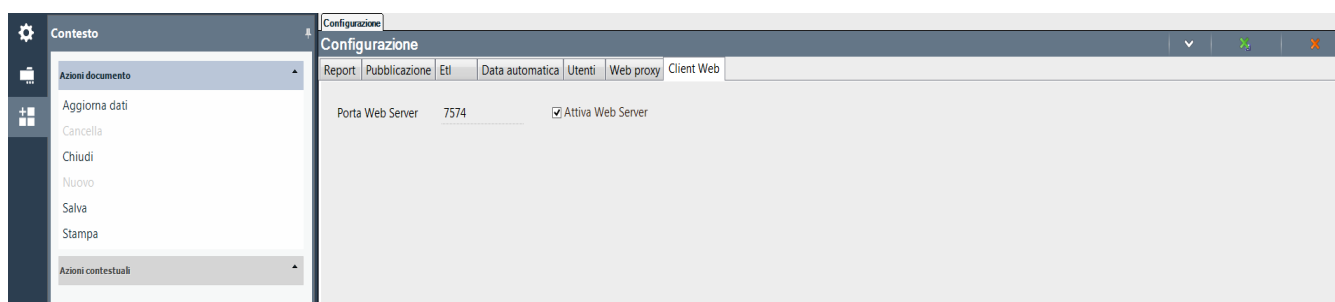 Configurazione
Contesto
Configurazione
Azioni documento
Report Pubblicazione Etl Data automatica Utenti Web proxy Client Web
Aggiorna dati
Porta Web Server 7574 Attiva Web Server
Cancella
Chiudi
Nuovo
Salva
Stampa
Azioni contestuali